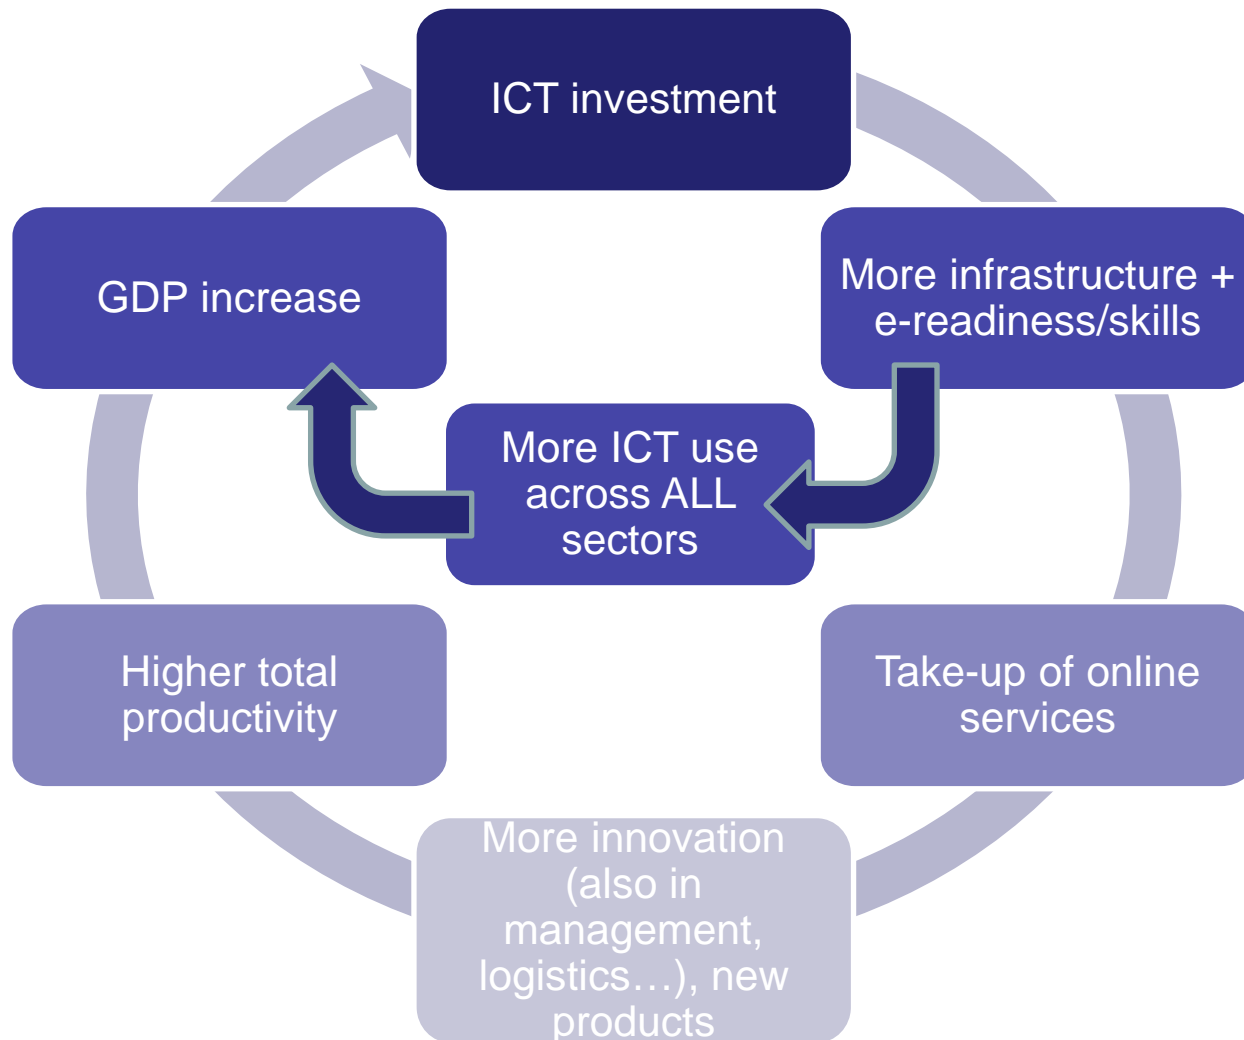 ICT investment
GDP increase
More infrastructure +
e-readiness/skills
More ICT use
across ALL
sectors
Higher total
productivity
Take-up of online
services
More innovation
(also in
management,
logistics…), new
products